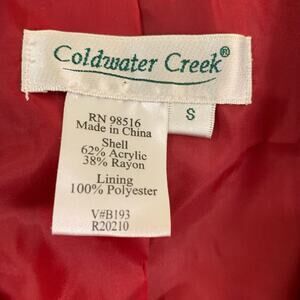 Coldwater Creek®
S
RN 98516
Made in China
Shell
62% Acrylic
38% Rayon
Lining
100% Polyester
V#B193
R20210